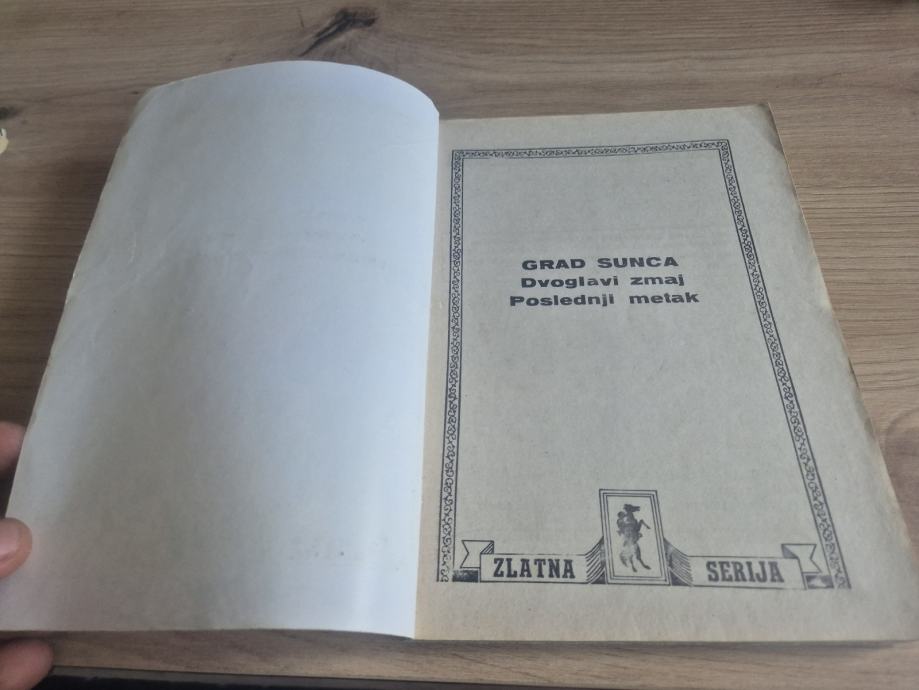 GRAD SUNCA
Dvoglavi zmaj
Poslednji metak
ZLATNA SERIJA